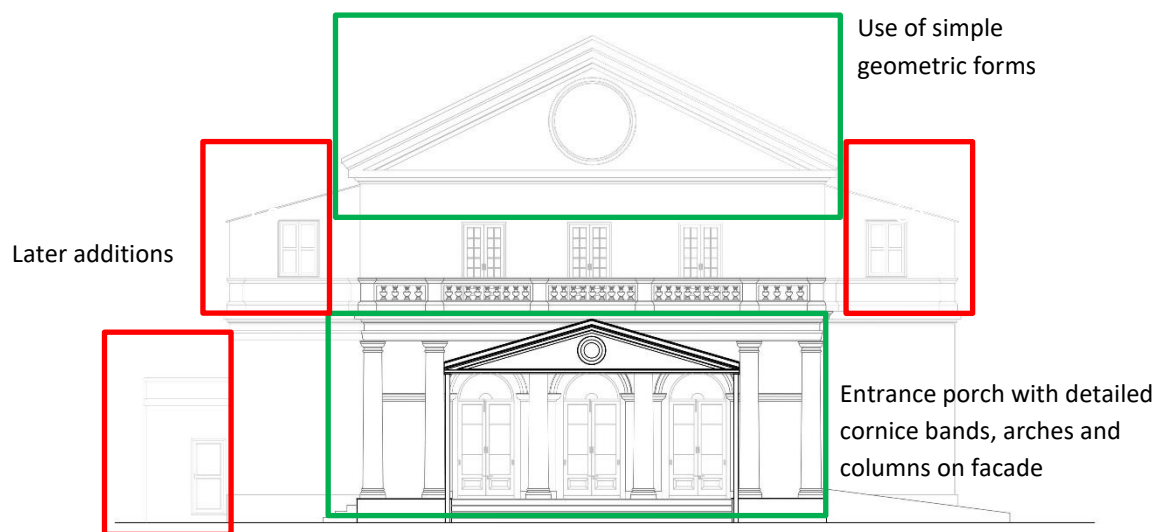 Use of simple
geometric forms
Later additions
Entrance porch with detailed
cornice bands, arches and
columns on facade